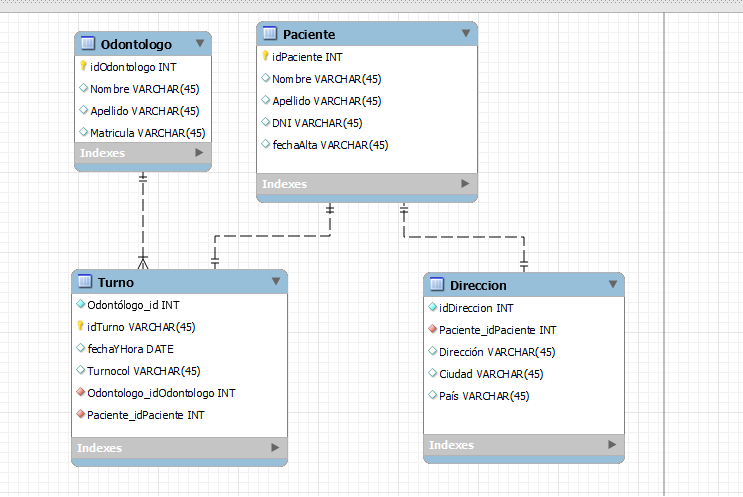 Odontologo
idOdontologo INT
Nombre VARCHAR(45)
Apellido VARCHAR(45)
Matricula VARCHAR(45)
Indexes
Paciente
idPaciente INT
Nombre VARCHAR(45)
Apellido VARCHAR(45)
DNI VARCHAR(45)
fechaAlta VARCHAR(45)
Indexes
Turno
Odontólogo_id INT
idTurno VARCHAR(45)
fechaYHora DATE
Turnocol VARCHAR(45)
Odontologo_idOdontologo INT
Paciente_idPaciente INT
Indexes
Direccion
idDireccion INT
Paciente_idPaciente INT
Dirección VARCHAR(45)
Ciudad VARCHAR(45)
País VARCHAR(45)
Indexes